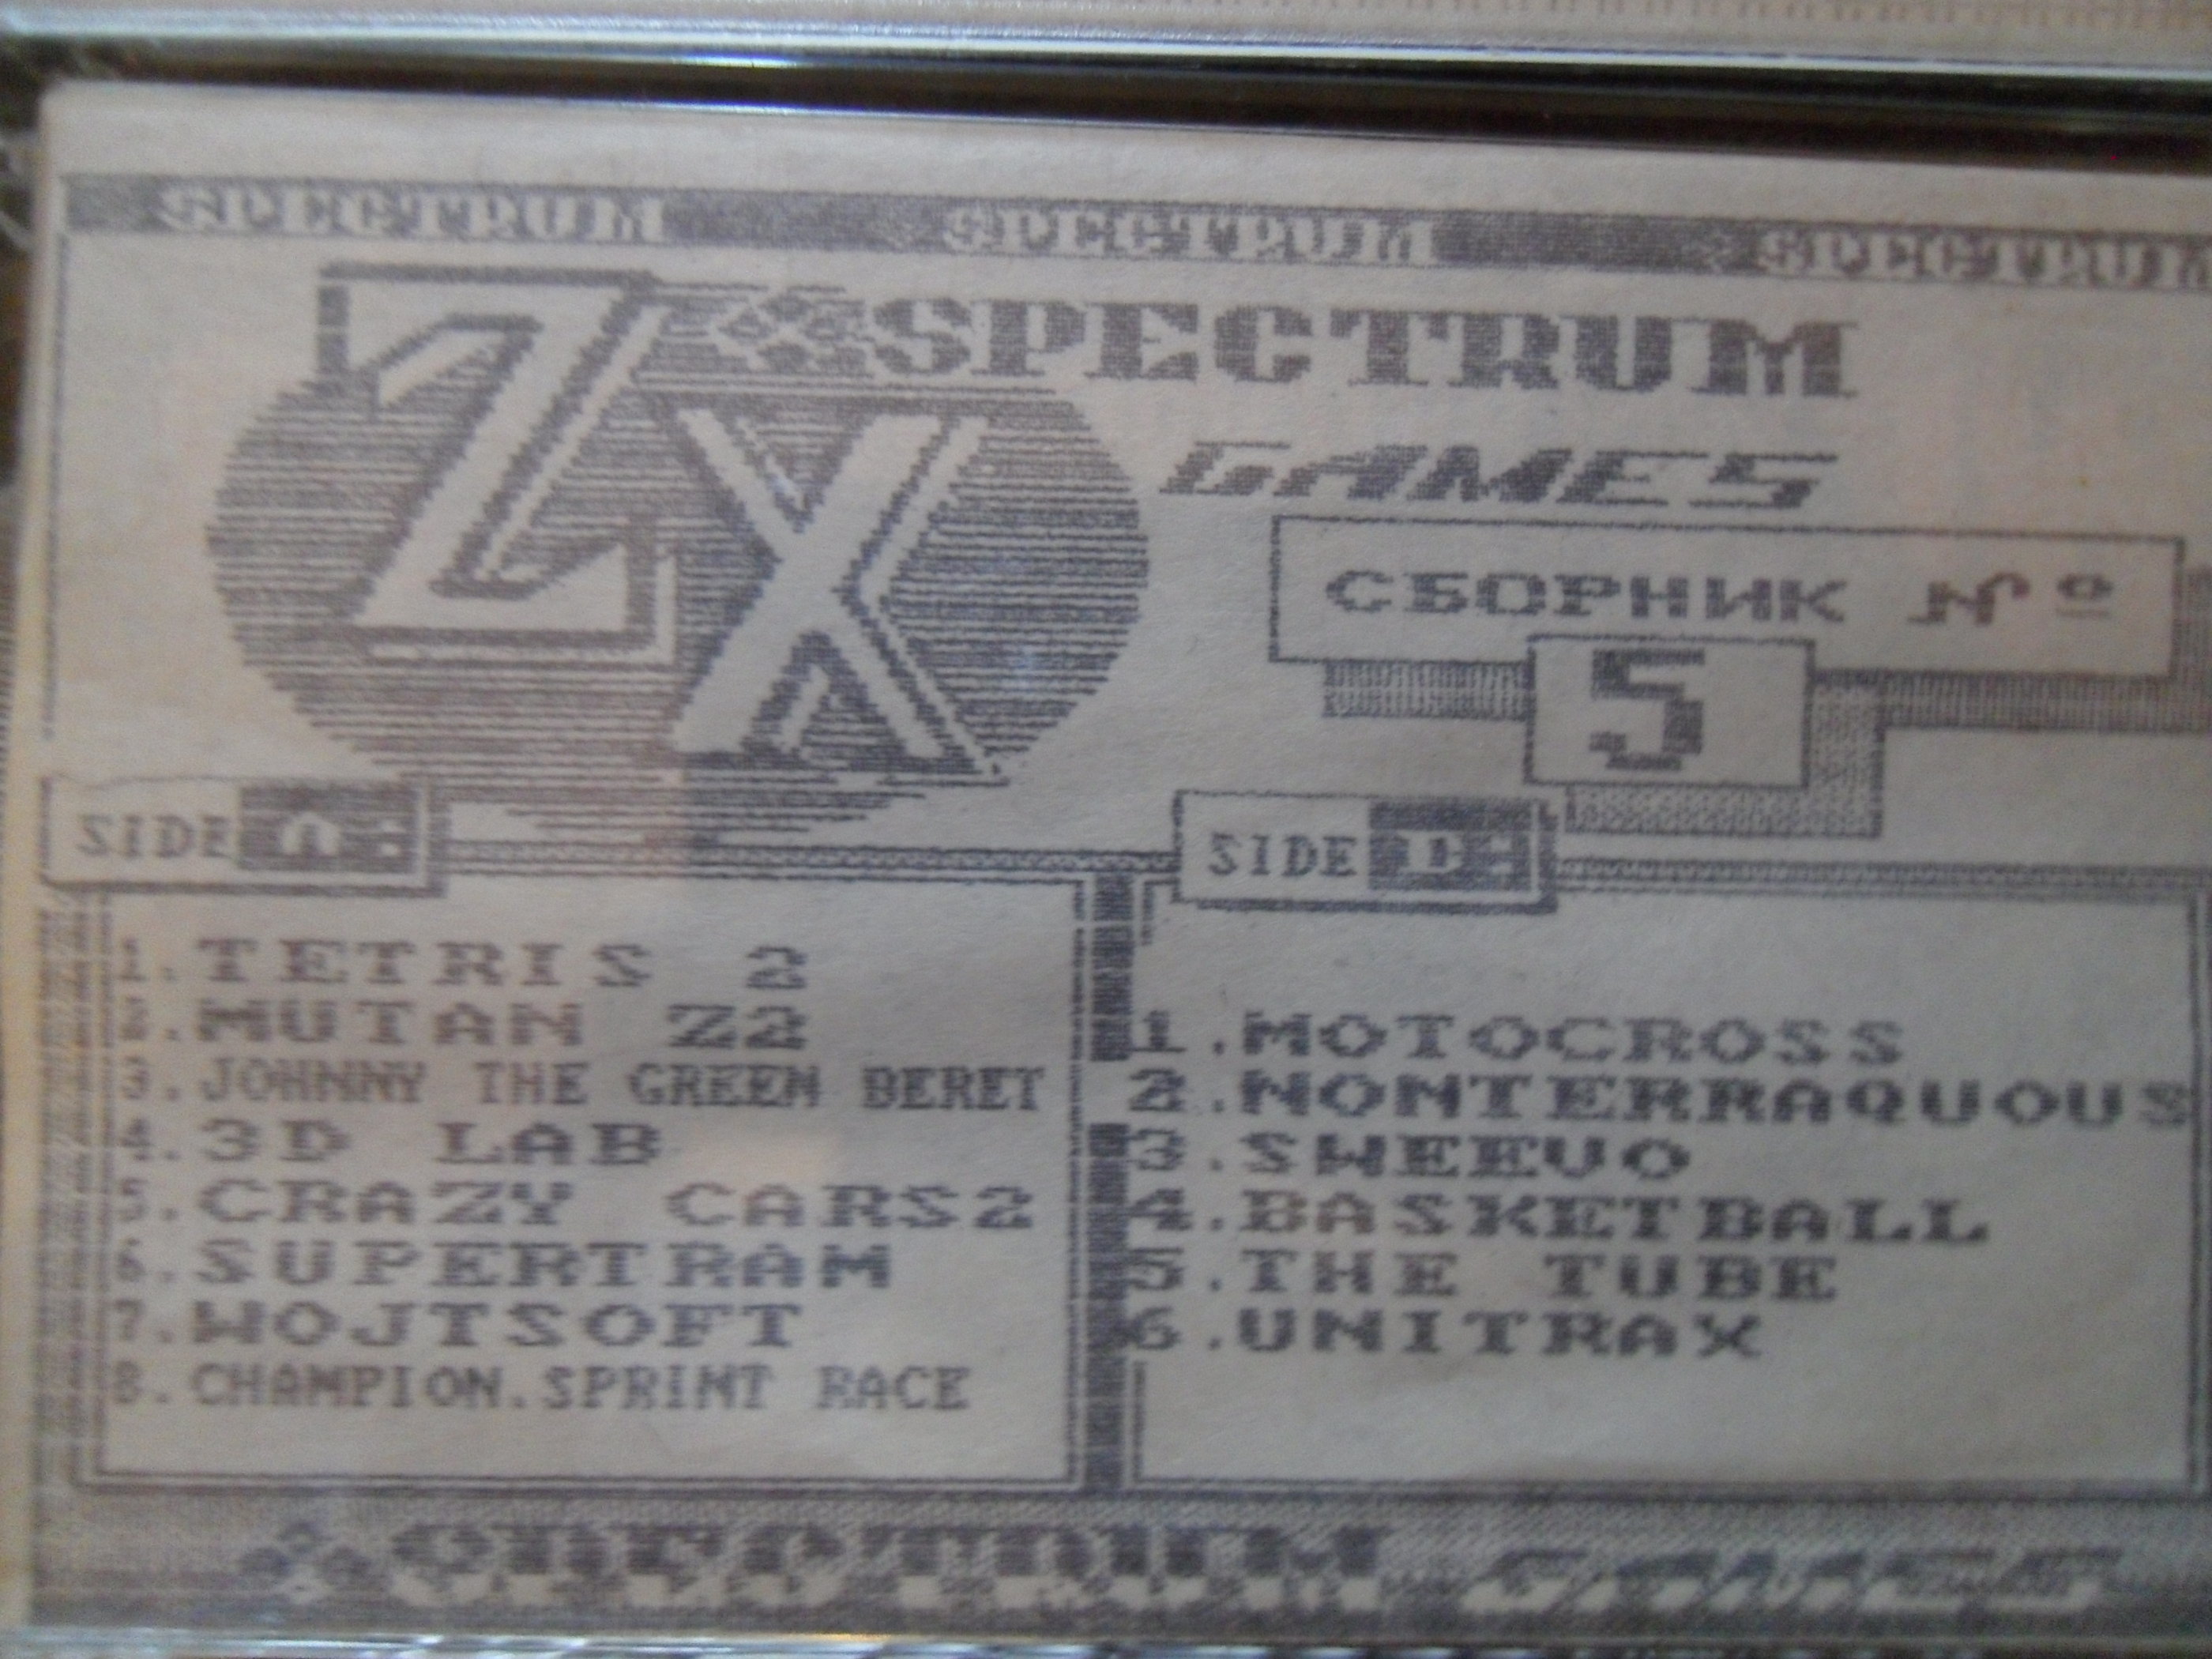 SPECTRUM SPECTRUM SPECTRUM
ZX SPECTRUM
GAMES
СБОРНИК №
5
SIDE A:
1. TETRIS 2
2. MUTAN Z2
3. JOHNNY THE GREEN BERET
4. 3D LAB
5. CRAZY CARS2
6. SUPERTRAM
7. WOJTSOFT
8. CHAMPION.SPRINT RACE
SIDE B:
1. MOTOCROSS
2. NONTERRAQUOUS
3. SWEEVO
4. BASKETBALL
5. THE TUBE
6. UNITRAX
SPECTRUM GAMES